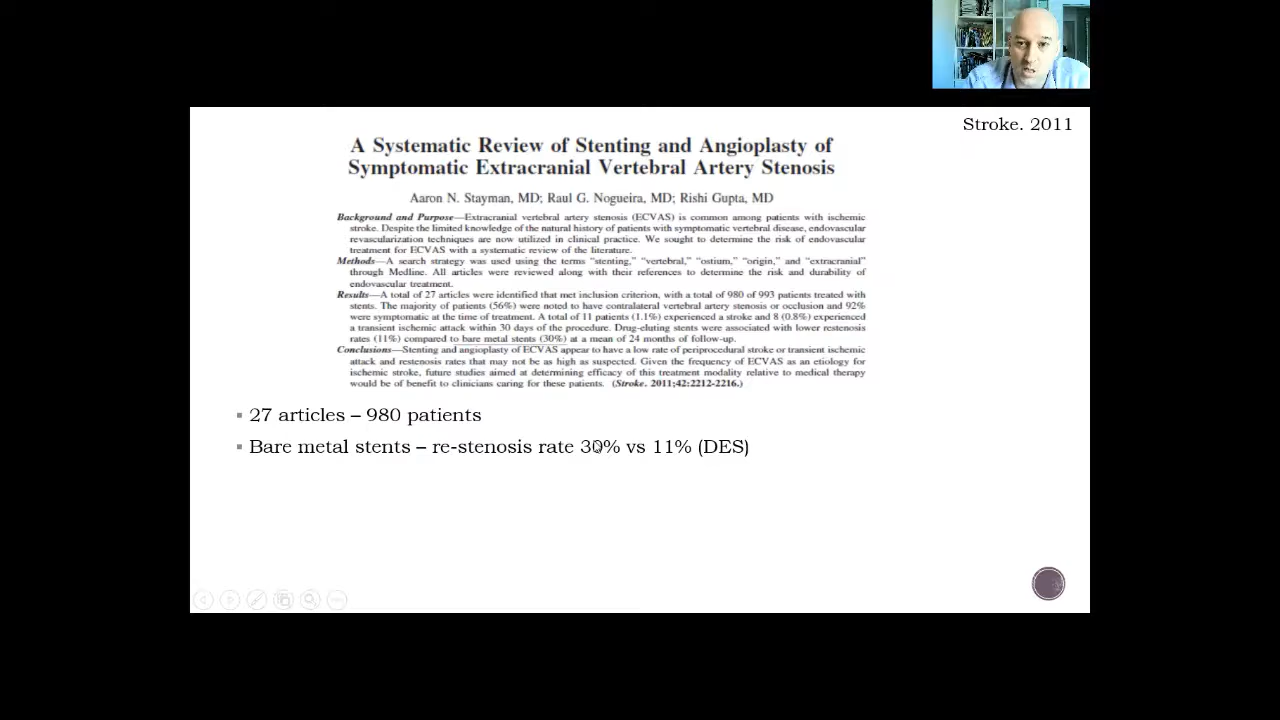 Stroke. 2011
A Systematic Review of Stenting and Angioplasty of
Symptomatic Extracranial Vertebral Artery Stenosis
Aaron N. Stayman, MD; Raul G. Nogueira, MD; Rishi Gupta, MD
Background and Purpose—Extracranial vertebral artery stenosis (ECVAS) is common among patients with ischemic
stroke. Despite the limited knowledge of the natural history of patients with symptomatic vertebral disease, endovascular
revascularization techniques are now utilized in clinical practice. We sought to determine the risk of endovascular
treatment for ECVAS with a systematic review of the literature.
Methods—A search strategy was used using the terms “stenting,” “vertebral,” “ostium,” “origin,” and “extracranial”
through Medline. All articles were reviewed along with their references to determine the risk and durability of
endovascular treatment.
Results—A total of 27 articles were identified that met inclusion criterion, with a total of 980 of 993 patients treated with
stents. The majority of patients (56%) were noted to have contralateral vertebral artery stenosis or occlusion and 92%
were symptomatic at the time of treatment. A total of 11 patients (1.1%) experienced a stroke and 8 (0.8%) experienced
a transient ischemic attack within 30 days of the procedure. Drug-eluting stents were associated with lower restenosis
rates (11%) compared to bare metal stents (30%) at a mean of 24 months of follow-up.
Conclusions—Stenting and angioplasty of ECVAS appear to have a low rate of periprocedural stroke or transient ischemic
attack and restenosis rates that may not be as high as suspected. Given the frequency of ECVAS as an etiology for
ischemic stroke, future studies aimed at determining efficacy of this treatment modality relative to medical therapy
would be of benefit to clinicians caring for these patients. (Stroke. 2011;42:2212-2216.)
▪ 27 articles – 980 patients
▪ Bare metal stents – re-stenosis rate 30% vs 11% (DES)